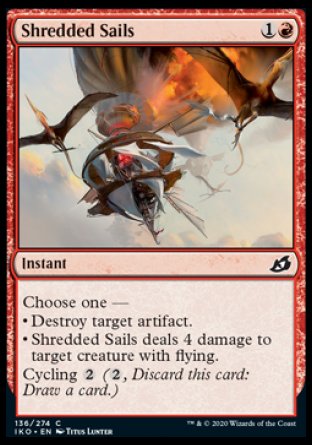 Shredded Sails 1
Instant
Choose one —
• Destroy target artifact.
• Shredded Sails deals 4 damage to
target creature with flying.
Cycling 2 (2, Discard this card:
Draw a card.)
136/274 C
IKO • EN Titus Lunter
™ & © 2020 Wizards of the Coast